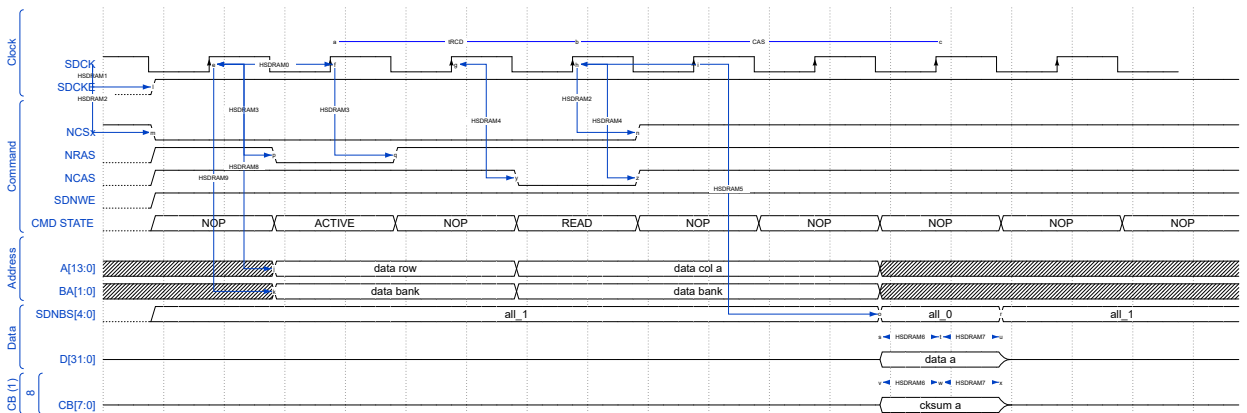 Clock
a tRCD b CAS c
SDCK e HSDRAM0 f g h i
HSDRAM1
SDCKE l
HSDRAM2 HSDRAM3 HSDRAM3 HSDRAM2
HSDRAM4 HSDRAM4
Command
NCSx m n
NRAS p q
HSDRAM8
NCAS y z
HSDRAM9
HSDRAM5
SDNWE
CMD STATE NOP ACTIVE NOP READ NOP NOP NOP NOP
Address
A[13:0] j data row data col a
BA[1:0] k data bank data bank
Data
SDNBS[4:0] all_1 o all_0 r all_1
s HSDRAM6 t HSDRAM7 u
D[31:0] data a
CB (1)
8
v HSDRAM6 w HSDRAM7 x
CB[7:0] cksum a